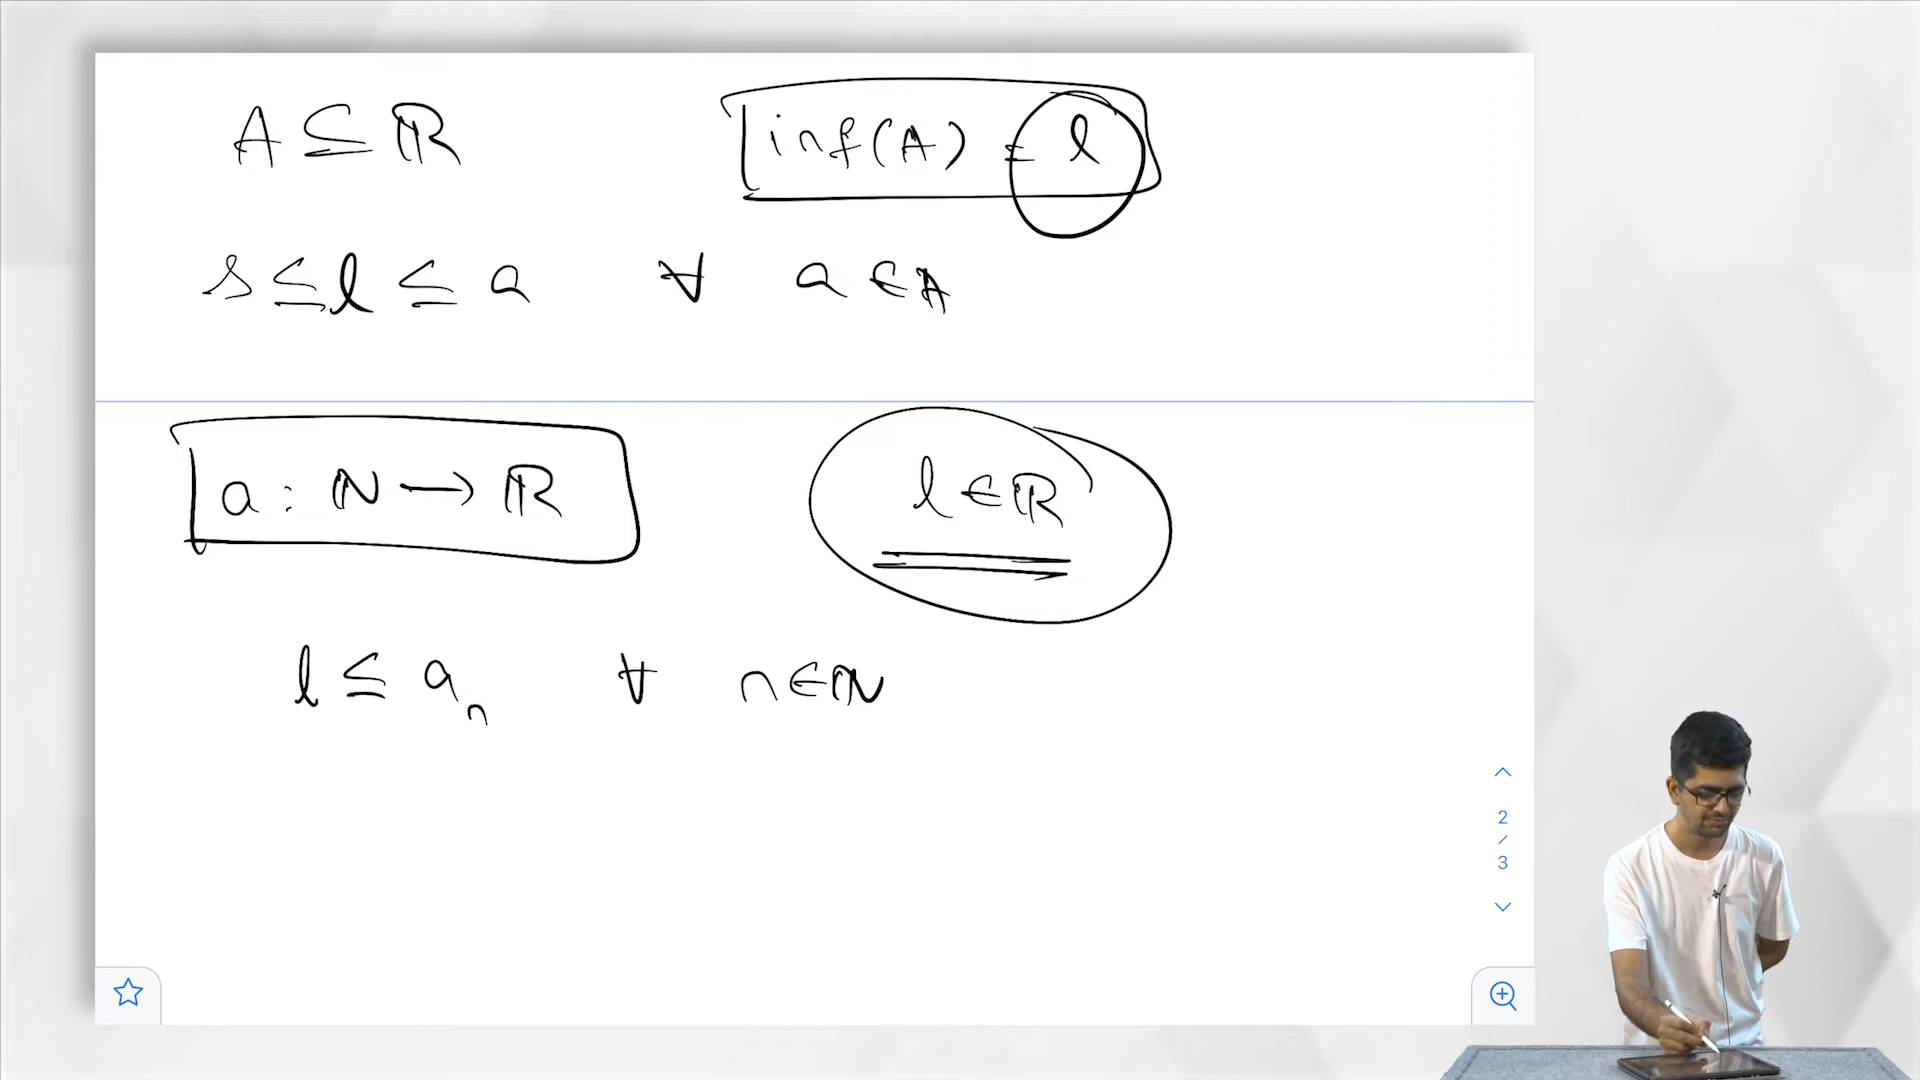 A ⊆ ℝ inf(A) = l
s ≤ l ≤ a ∀ a ∈ A
a : ℕ → ℝ l ∈ ℝ
l ≤ aₙ ∀ n ∈ ℕ
2
/
3